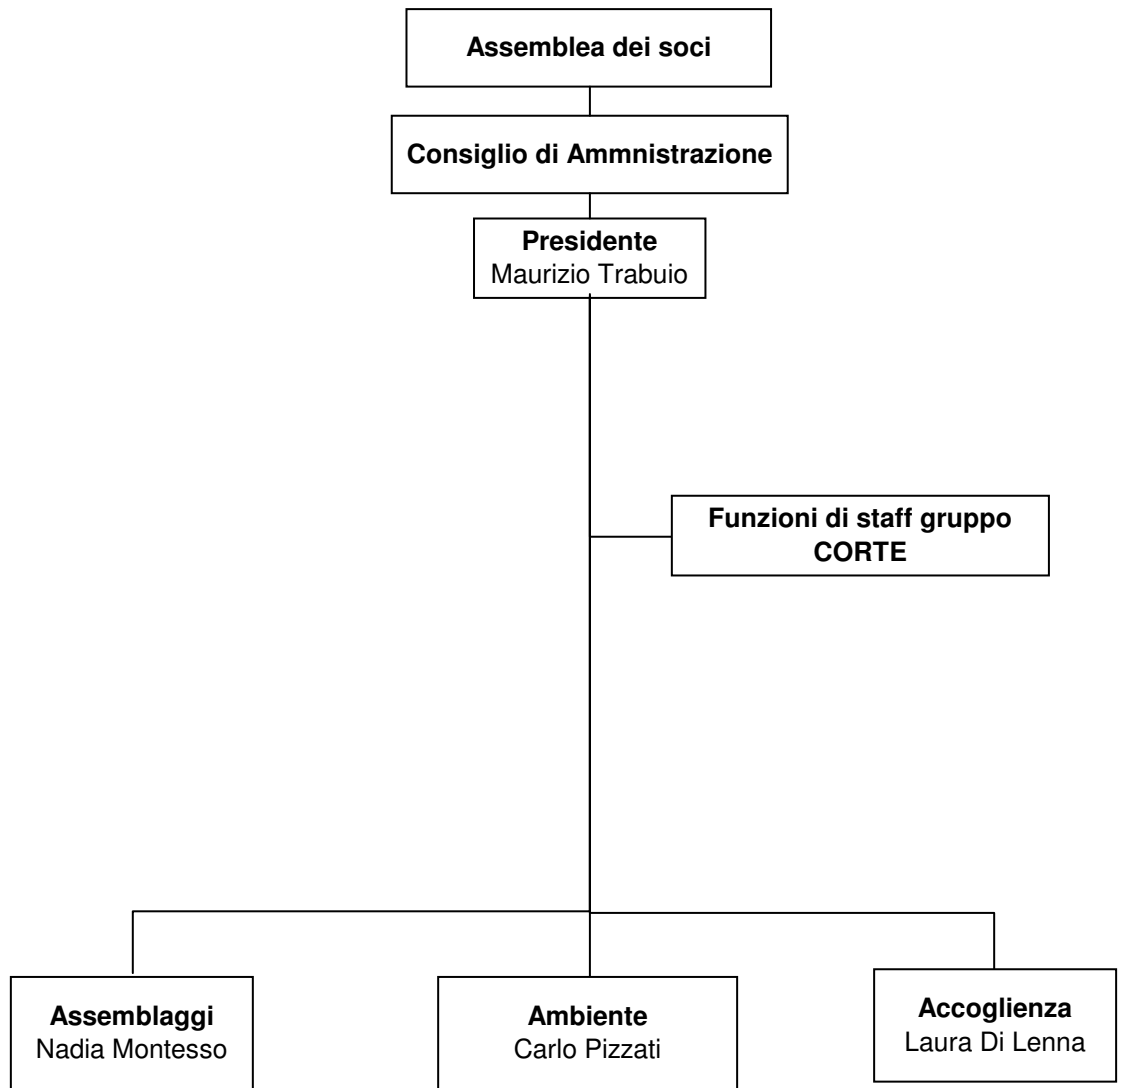 Assemblea dei soci
Consiglio di Ammnistrazione
Presidente
Maurizio Trabuio
Funzioni di staff gruppo
CORTE
Assemblaggi
Nadia Montesso
Ambiente
Carlo Pizzati
Accoglienza
Laura Di Lenna